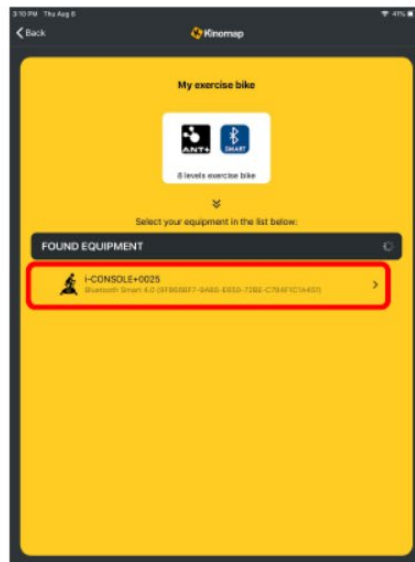 3:10 PM Thu Aug 6
41%
Back
Kinomap
My exercise bike
ANT+
SMART
8 levels exercise bike
Select your equipment in the list below:
FOUND EQUIPMENT
i-CONSOLE+0025
Bluetooth Smart 4.0